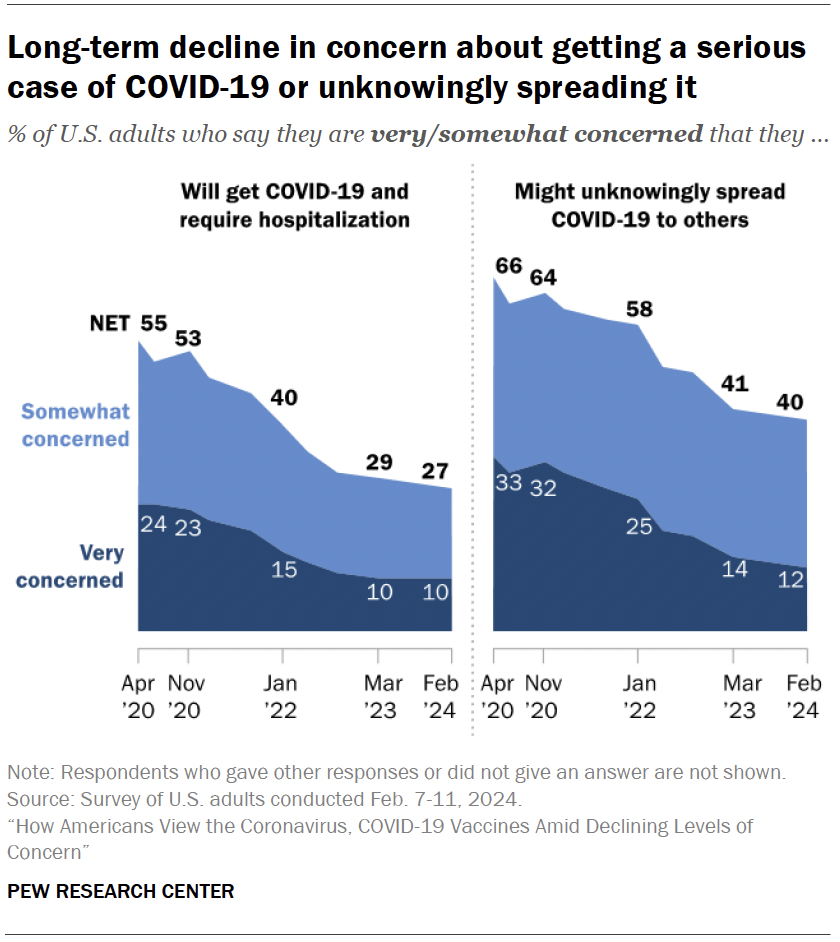 Long-term decline in concern about getting a serious
case of COVID-19 or unknowingly spreading it
% of U.S. adults who say they are very/somewhat concerned that they ...
Will get COVID-19 and
require hospitalization
NET 55
53
40
29
27
Somewhat
concerned
24
23
15
10
10
Very
concerned
Apr
'20
Nov
'20
Jan
'22
Mar
'23
Feb
'24
Might unknowingly spread
COVID-19 to others
66
64
58
41
40
33
32
25
14
12
Apr
'20
Nov
'20
Jan
'22
Mar
'23
Feb
'24
Note: Respondents who gave other responses or did not give an answer are not shown.
Source: Survey of U.S. adults conducted Feb. 7-11, 2024.
“How Americans View the Coronavirus, COVID-19 Vaccines Amid Declining Levels of
Concern”
PEW RESEARCH CENTER